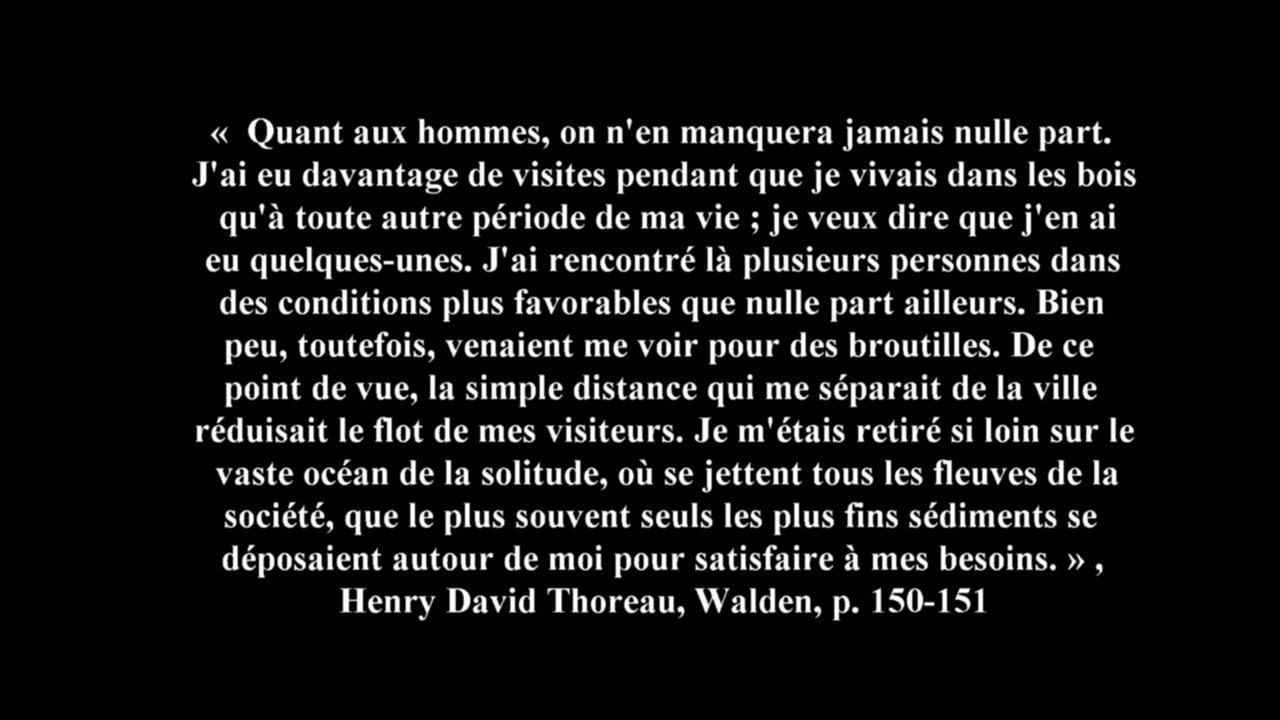 «  Quant aux hommes, on n'en manquera jamais nulle part.
J'ai eu davantage de visites pendant que je vivais dans les bois
qu'à toute autre période de ma vie ; je veux dire que j'en ai
eu quelques-unes. J'ai rencontré là plusieurs personnes dans
des conditions plus favorables que nulle part ailleurs. Bien
peu, toutefois, venaient me voir pour des broutilles. De ce
point de vue, la simple distance qui me séparait de la ville
réduisait le flot de mes visiteurs. Je m'étais retiré si loin sur le
vaste océan de la solitude, où se jettent tous les fleuves de la
société, que le plus souvent seuls les plus fins sédiments se
déposaient autour de moi pour satisfaire à mes besoins. » ,
Henry David Thoreau, Walden, p. 150-151